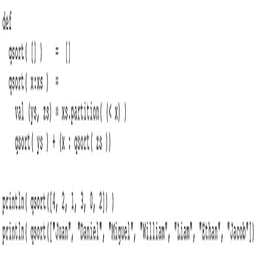 def
qsort( [] ) = []
qsort( x:xs ) =
val (ys, zs) = xs.partition( (< x) )
qsort( ys ) + (x : qsort( zs ))
println( qsort([4, 2, 1, 3, 0, 2]) )
println( qsort(["Juan", "Daniel", "Miguel", "William", "Liam", "Ethan", "Jacob"])